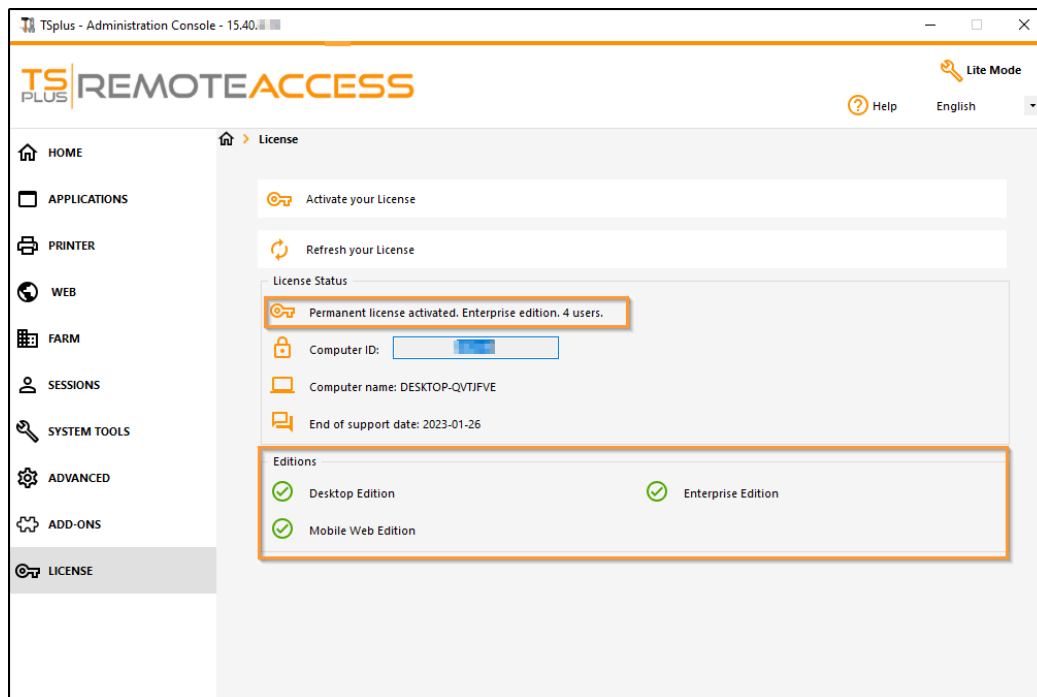 TSplus - Administration Console - 15.40.
TS PLUS REMOTEACCESS
Lite Mode
Help
English
HOME
APPLICATIONS
PRINTER
WEB
FARM
SESSIONS
SYSTEM TOOLS
ADVANCED
ADD-ONS
LICENSE
License
Activate your License
Refresh your License
License Status
Permanent license activated. Enterprise edition. 4 users.
Computer ID:
Computer name: DESKTOP-QVTJFVE
End of support date: 2023-01-26
Editions
Desktop Edition
Enterprise Edition
Mobile Web Edition